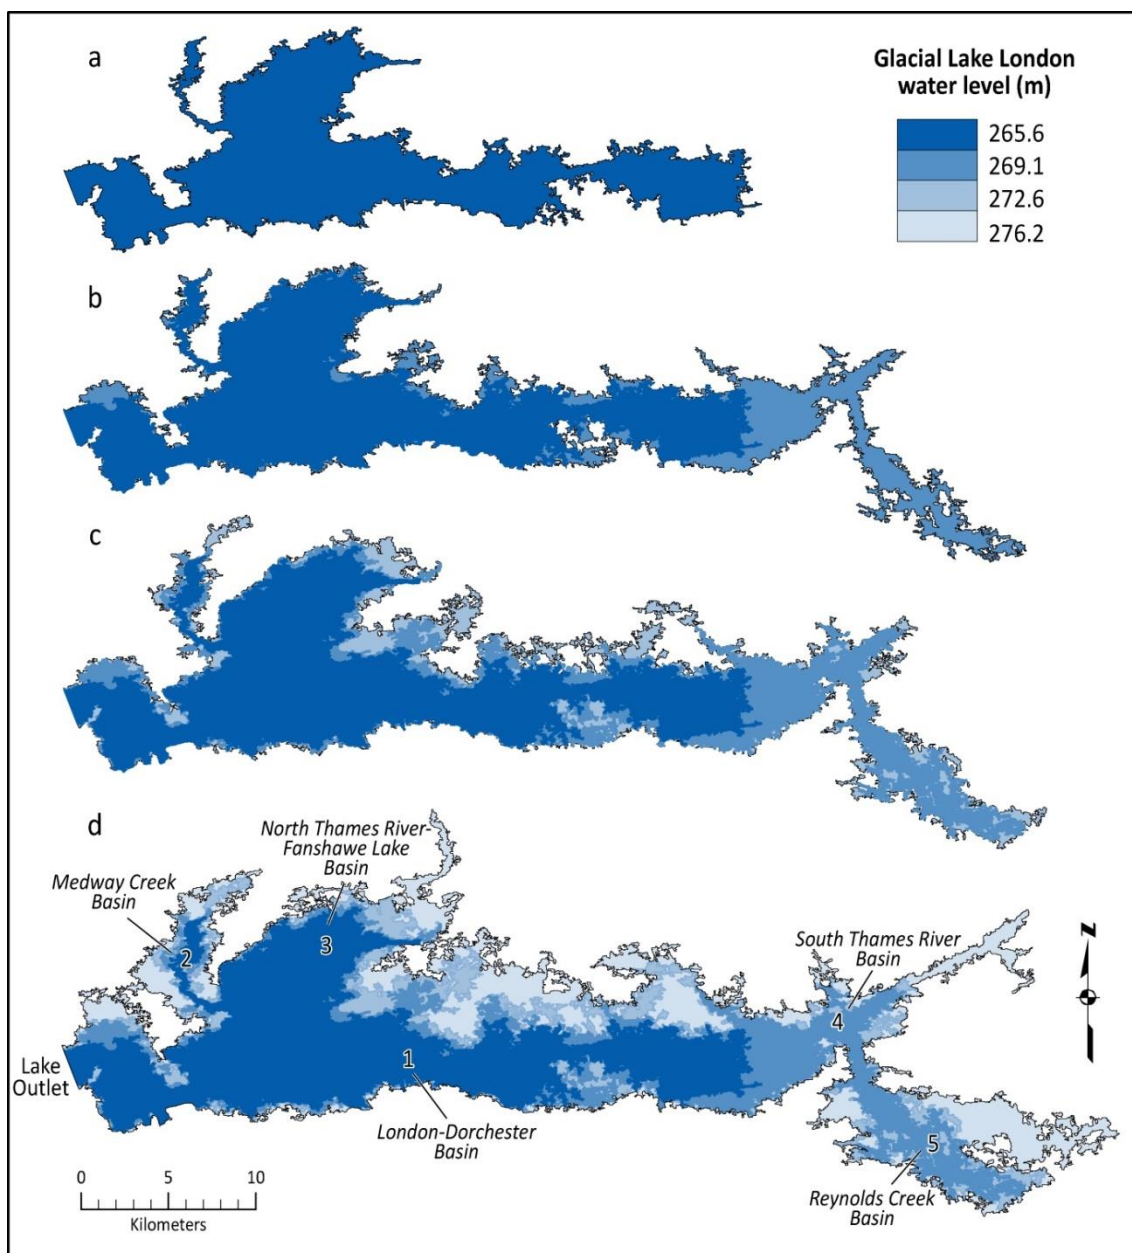 a
Glacial Lake London
water level (m)
265.6
269.1
272.6
276.2
b
c
d
North Thames River-
Fanshawe Lake
Basin
Medway Creek
Basin
2
3
South Thames River
Basin
4
N
1
Lake
Outlet
London-Dorchester
Basin
5
Reynolds Creek
Basin
0 5 10
Kilometers